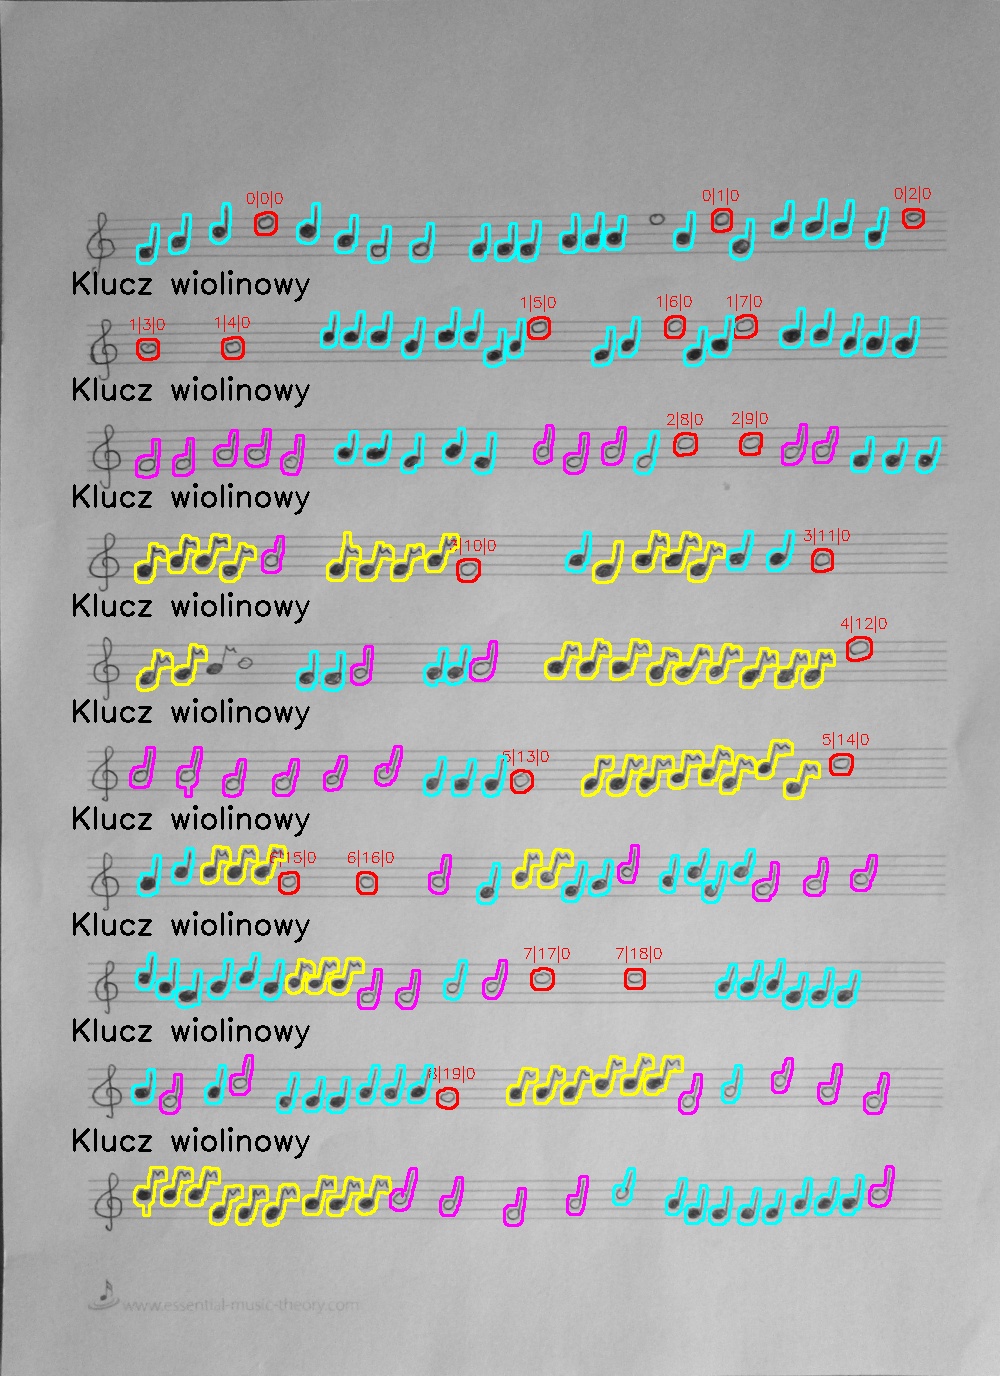 0|0|0 0|1|0 0|2|0
Klucz wiolinowy
1|3|0 1|4|0 1|5|0 1|6|0 1|7|0
Klucz wiolinowy
2|8|0 2|9|0
Klucz wiolinowy
3|10|0 3|11|0
Klucz wiolinowy
4|12|0
Klucz wiolinowy
5|13|0 5|14|0
Klucz wiolinowy
6|15|0 6|16|0
Klucz wiolinowy
7|17|0 7|18|0
Klucz wiolinowy
8|19|0
Klucz wiolinowy
www.essential-music-theory.com